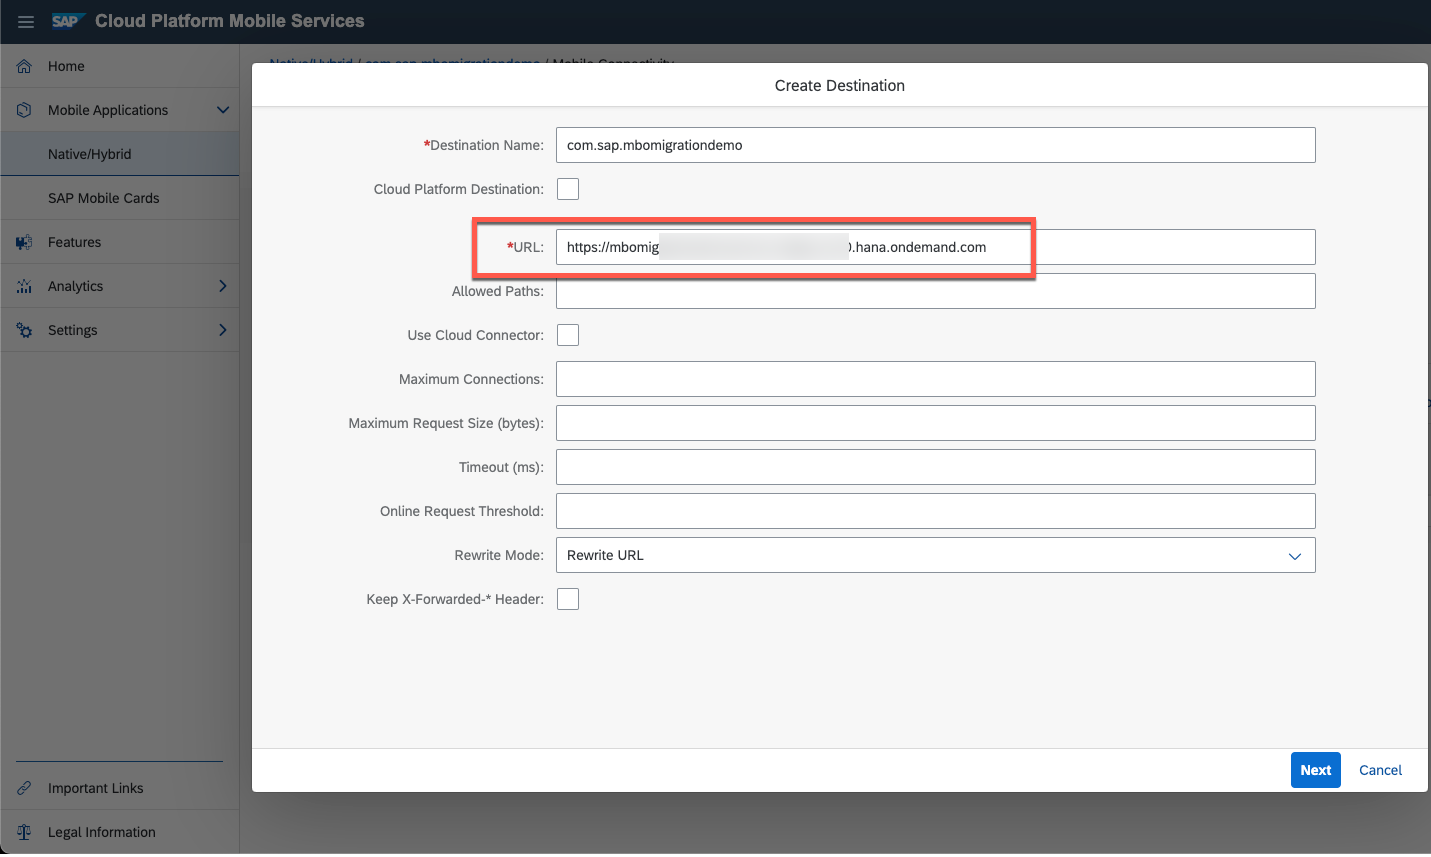 SAP Cloud Platform Mobile Services
Home
Mobile Applications
Native/Hybrid
SAP Mobile Cards
Features
Analytics
Settings
Important Links
Legal Information
Native/Hybrid / com.sap.mbomigrationdemo / Mobile Connectivity
Create Destination
*Destination Name: com.sap.mbomigrationdemo
Cloud Platform Destination:
*URL: https://mbomig .hana.ondemand.com
Allowed Paths:
Use Cloud Connector:
Maximum Connections:
Maximum Request Size (bytes):
Timeout (ms):
Online Request Threshold:
Rewrite Mode: Rewrite URL
Keep X-Forwarded-* Header:
Next Cancel